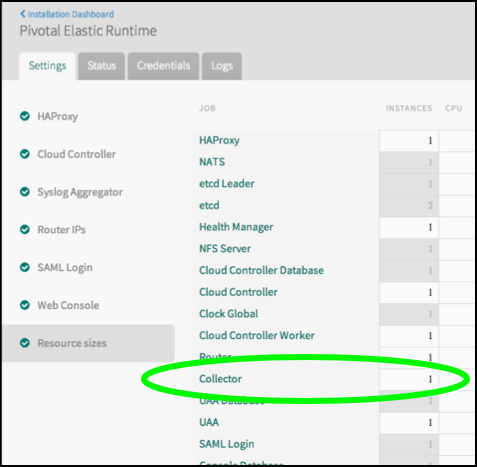 Installation Dashboard
Pivotal Elastic Runtime
Settings Status Credentials Logs
HAProxy
Cloud Controller
Syslog Aggregator
Router IPs
SAML Login
Web Console
Resource sizes
JOB INSTANCES CPU
HAProxy 1
NATS 1
etcd Leader 1
etcd 2
Health Manager 1
NFS Server 1
Cloud Controller Database 1
Cloud Controller 1
Clock Global 1
Cloud Controller Worker 1
Router 1
Collector 1
UAA Database 1
UAA 1
SAML Login 1
Console Database 1